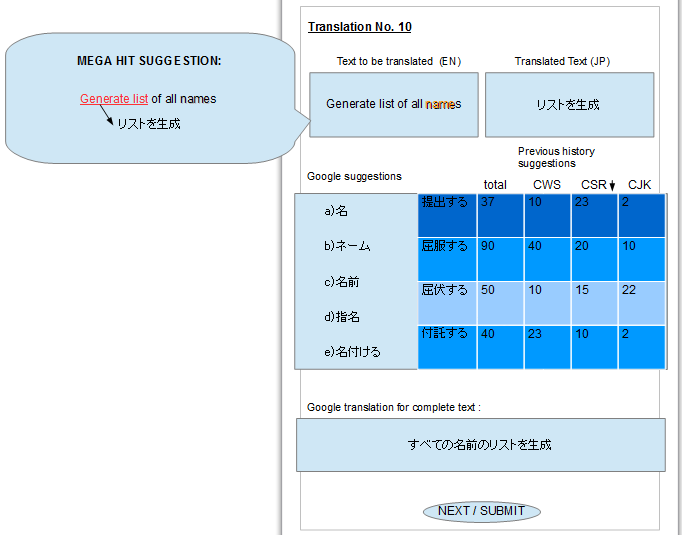 MEGA HIT SUGGESTION:
Generate list of all names
リストを生成
Translation No. 10
Text to be translated (EN)
Translated Text (JP)
Generate list of all names
リストを生成
Previous history
suggestions
Google suggestions
total CWS CSR CJK
a)名
b)ネーム
c)名前
d)指名
e)名付ける
提出する 37 10 23 2
屈服する 90 40 20 10
屈伏する 50 10 15 22
付託する 40 23 10 2
Google translation for complete text :
すべての名前のリストを生成
NEXT / SUBMIT